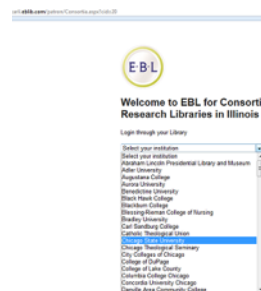 EBL
Welcome to EBL for Consorti
Research Libraries in Illinois
Login through your Library
Select your institution
Select your institution
Abraham Lincoln Presidential Library and Museum
Adler University
Augustana College
Aurora University
Benedictine University
Black Hawk College
Blackburn College
Blessing-Rieman College of Nursing
Bradley University
Carl Sandburg College
Catholic Theological Union
Chicago State University
Chicago Theological Seminary
City Colleges of Chicago
College of DuPage
College of Lake County
Columbia College Chicago
Concordia University Chicago
Danville Area Community College